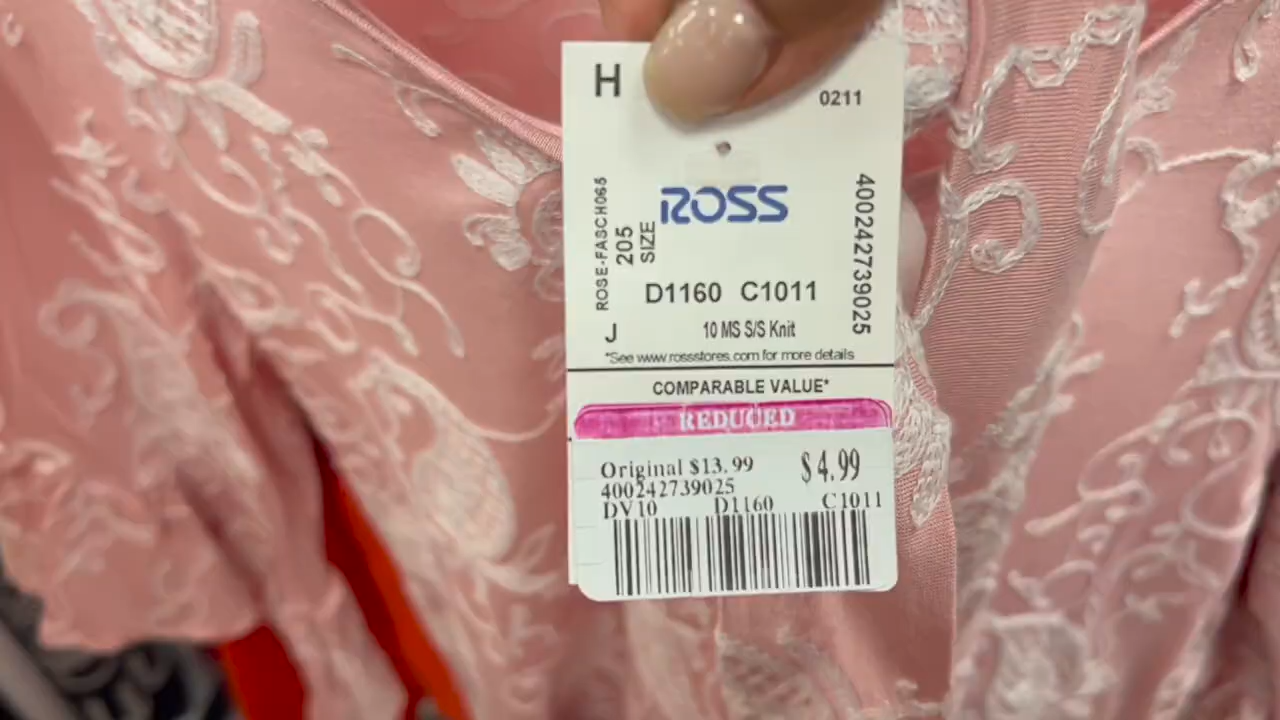 H
0211
ROSS
ROSE-FASCH065
205
SIZE
400242739025
D1160 C1011
J
10 MS S/S Knit
*See www.rossstores.com for more details
COMPARABLE VALUE*
REDUCED
Original $13.99
$4.99
400242739025
DV10 D1160 C1011